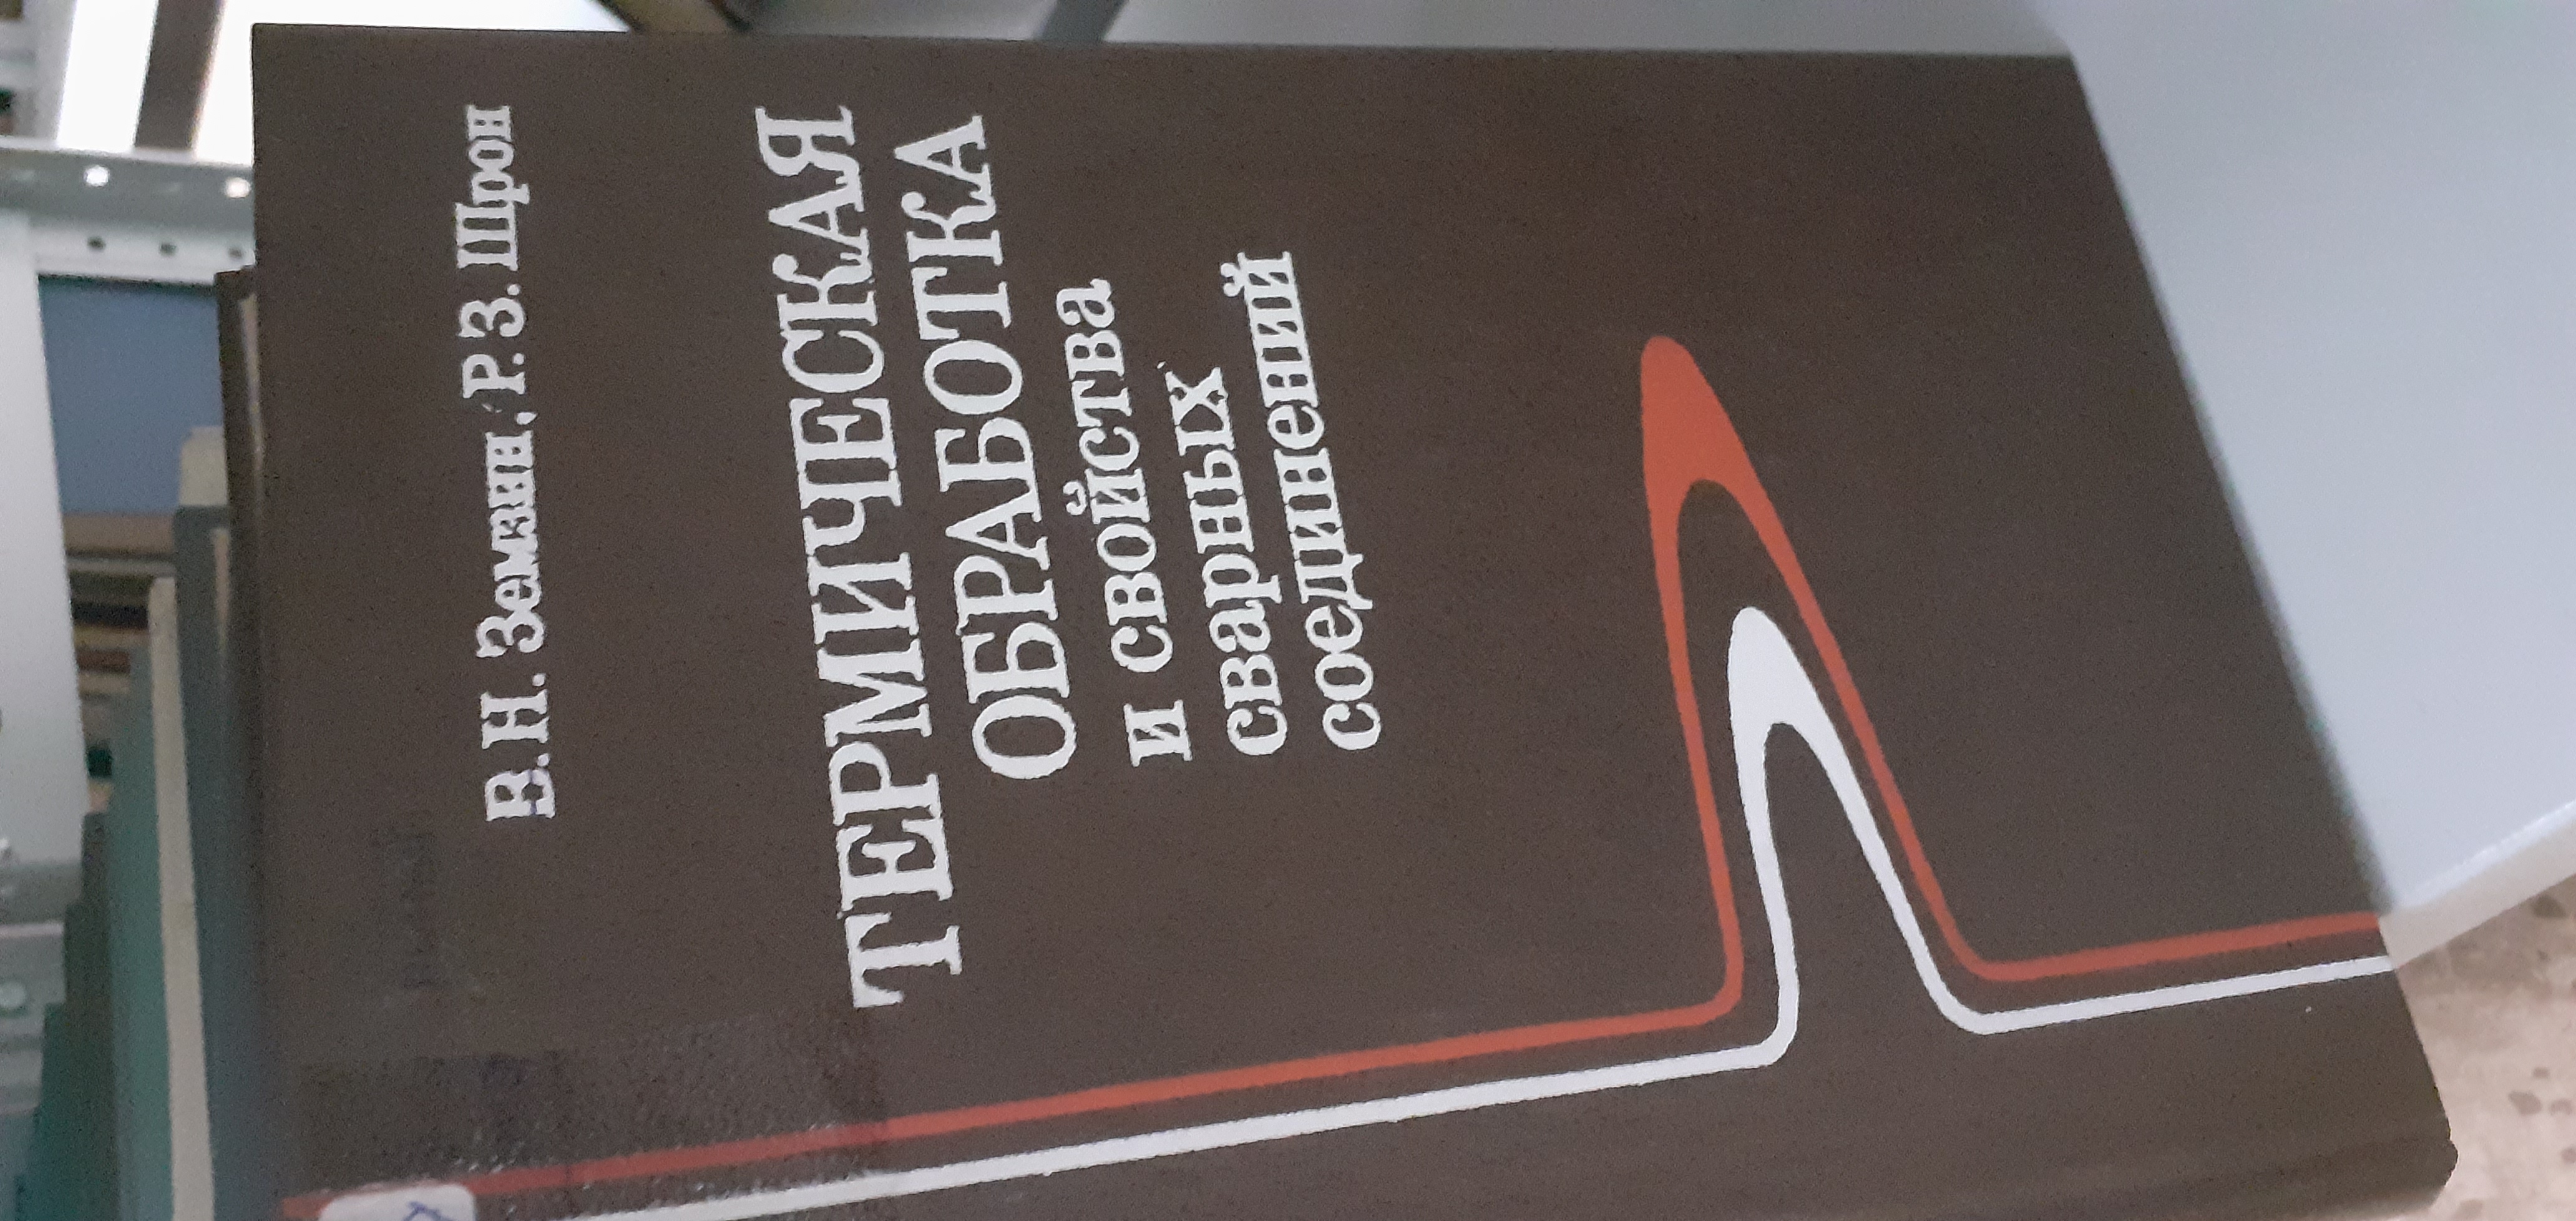 В. Н. Земзин, Р. З. Шрон
ТЕРМИЧЕСКАЯ
ОБРАБОТКА
и свойства
сварных
соединений